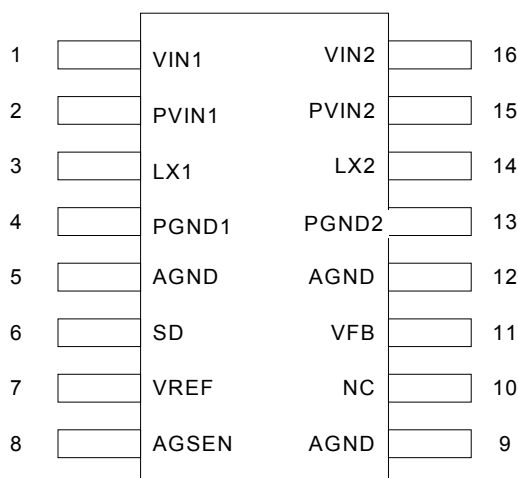 1 VIN1 VIN2 16
2 PVIN1 PVIN2 15
3 LX1 LX2 14
4 PGND1 PGND2 13
5 AGND AGND 12
6 SD VFB 11
7 VREF NC 10
8 AGSEN AGND 9